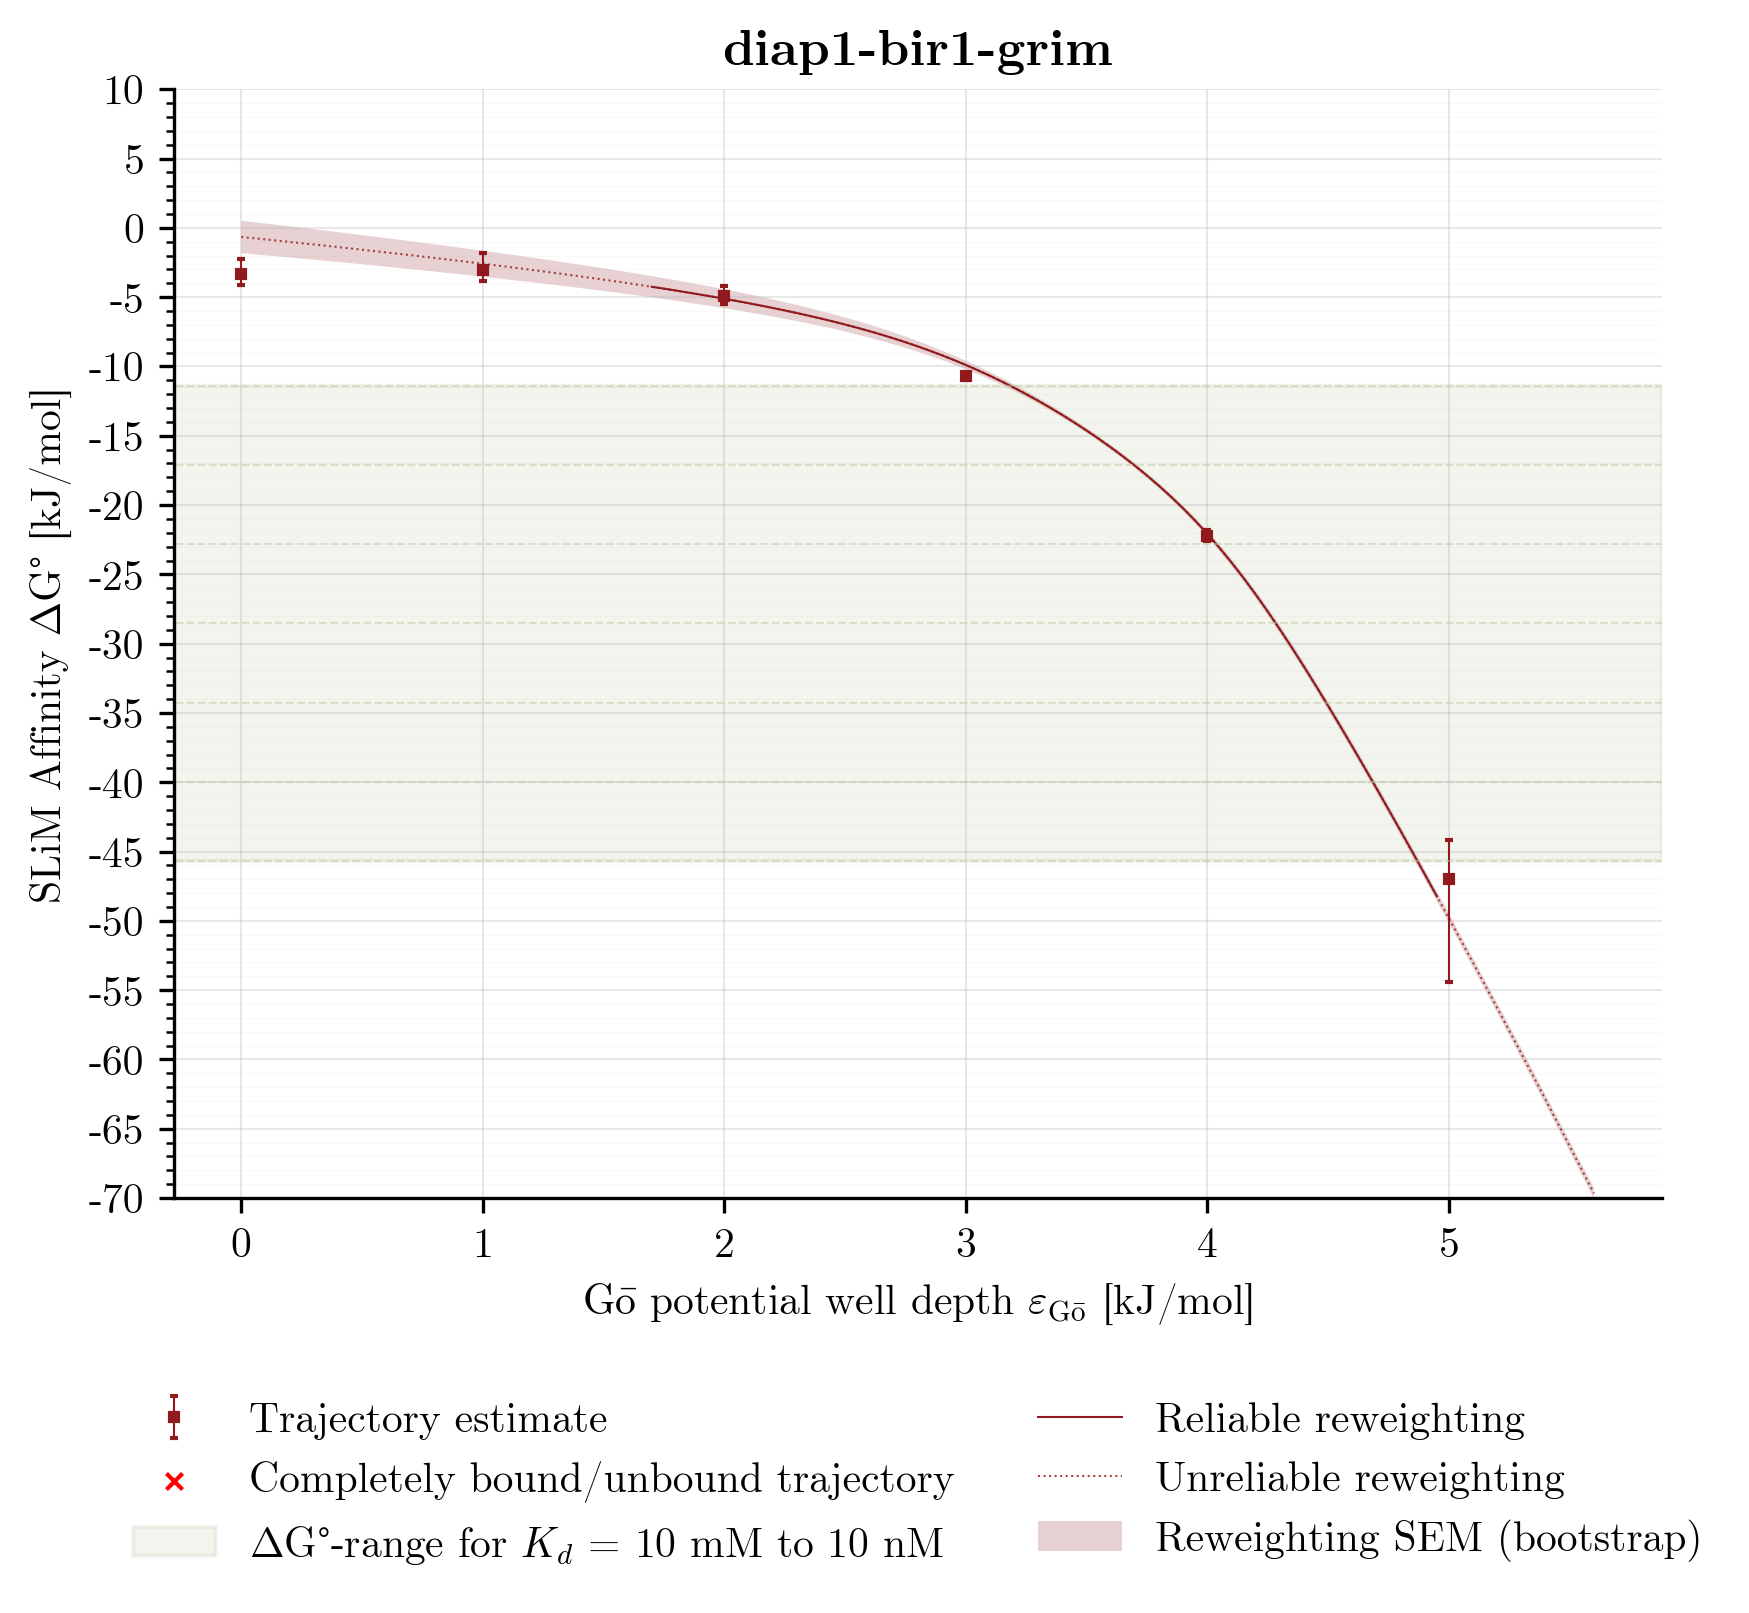 diap1-bir1-grim
10
5
0
-5
-10
-15
-20
-25
-30
-35
-40
-45
-50
-55
-60
-65
-70
SLiM Affinity ΔG° [kJ/mol]
0 1 2 3 4 5
Gō potential well depth ε_Gō [kJ/mol]
Trajectory estimate
Completely bound/unbound trajectory
ΔG°-range for K_d = 10 mM to 10 nM
Reliable reweighting
Unreliable reweighting
Reweighting SEM (bootstrap)